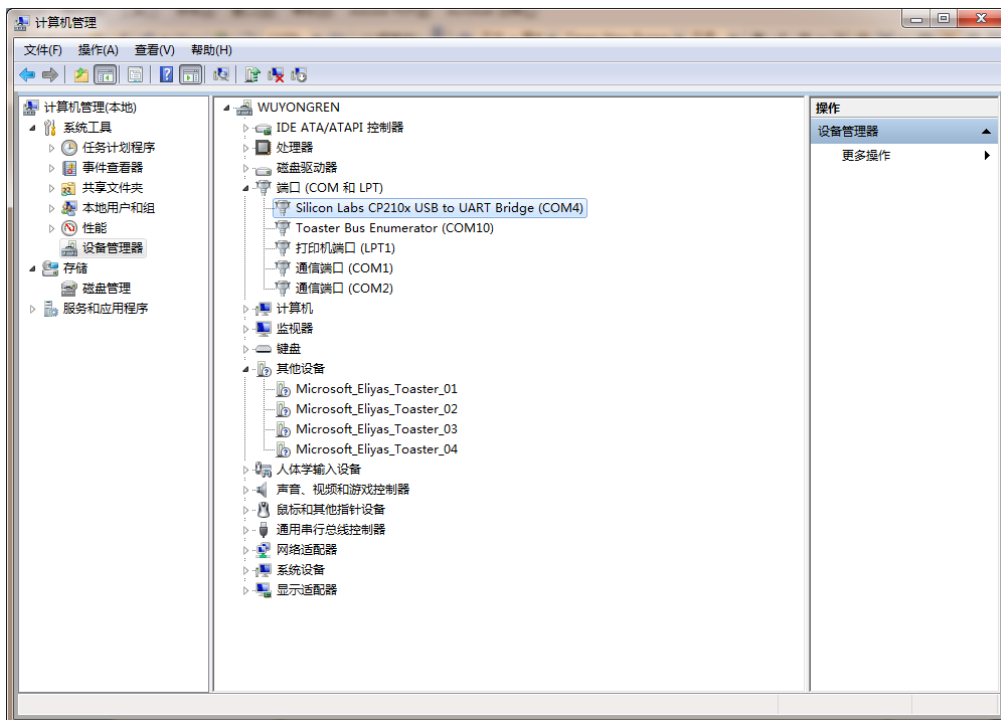 计算机管理
文件(F) 操作(A) 查看(V) 帮助(H)
计算机管理(本地)
系统工具
任务计划程序
事件查看器
共享文件夹
本地用户和组
性能
设备管理器
存储
磁盘管理
服务和应用程序
WUYONGREN
IDE ATA/ATAPI 控制器
处理器
磁盘驱动器
端口 (COM 和 LPT)
Silicon Labs CP210x USB to UART Bridge (COM4)
Toaster Bus Enumerator (COM10)
打印机端口 (LPT1)
通信端口 (COM1)
通信端口 (COM2)
计算机
监视器
键盘
其他设备
Microsoft_Eliyas_Toaster_01
Microsoft_Eliyas_Toaster_02
Microsoft_Eliyas_Toaster_03
Microsoft_Eliyas_Toaster_04
人体学输入设备
声音、视频和游戏控制器
鼠标和其他指针设备
通用串行总线控制器
网络适配器
系统设备
显示适配器
操作
设备管理器
更多操作